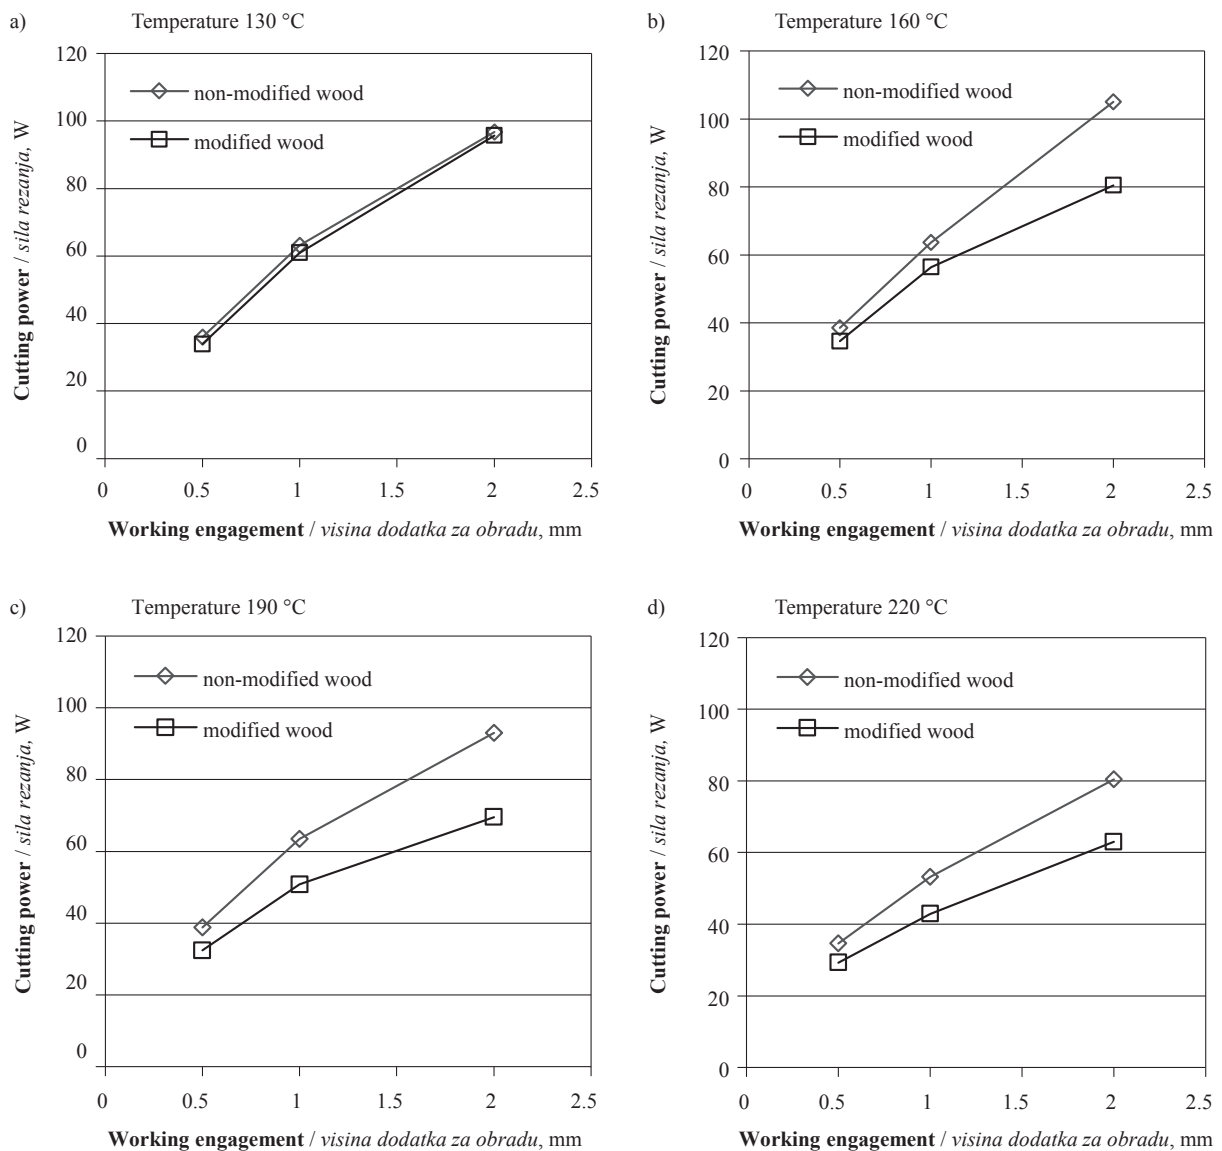 a) Temperature 130 °C
120
100
80
60
40
20
0
Cutting power / sila rezanja, W
non-modified wood
modified wood
0 0.5 1 2 2.5
Working engagement / visina dodatka za obradu, mm
b) Temperature 160 °C
120
100
80
60
40
20
0
Cutting power / sila rezanja, W
non-modified wood
modified wood
0 0.5 1 1.5 2 2.5
Working engagement / visina dodatka za obradu, mm
c) Temperature 190 °C
120
100
80
60
40
20
0
Cutting power / sila rezanja, W
non-modified wood
modified wood
0 0.5 1 1.5 2 2.5
Working engagement / visina dodatka za obradu, mm
d) Temperature 220 °C
120
100
80
60
40
20
0
Cutting power / sila rezanja, W
non-modified wood
modified wood
0 0.5 1 1.5 2 2.5
Working engagement / visina dodatka za obradu, mm